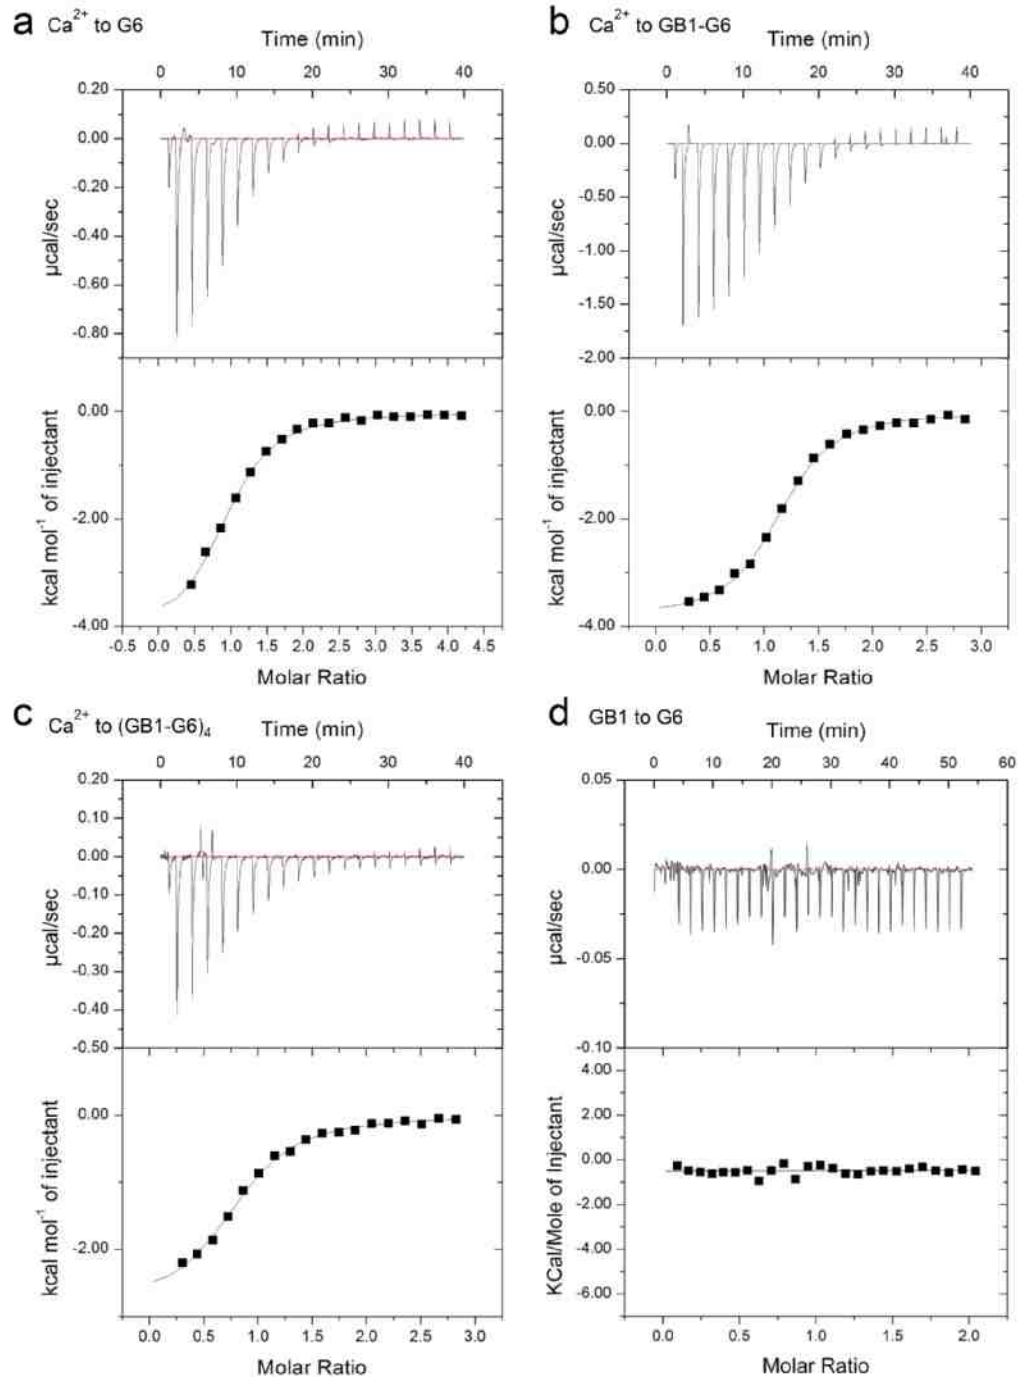 a Ca²⁺ to G6
Time (min)
0 10 20 30 40
0.20
0.00
-0.20
-0.40
-0.60
-0.80
µcal/sec
0.00
-2.00
-4.00
kcal mol⁻¹ of injectant
-0.5 0.0 0.5 1.0 1.5 2.0 2.5 3.0 3.5 4.0 4.5
Molar Ratio
b Ca²⁺ to GB1-G6
Time (min)
0 10 20 30 40
0.50
0.00
-0.50
-1.00
-1.50
-2.00
µcal/sec
0.00
-2.00
-4.00
kcal mol⁻¹ of injectant
0.0 0.5 1.0 1.5 2.0 2.5 3.0
Molar Ratio
c Ca²⁺ to (GB1-G6)₄
Time (min)
0 10 20 30 40
0.20
0.10
0.00
-0.10
-0.20
-0.30
-0.40
-0.50
µcal/sec
0.00
-2.00
kcal mol⁻¹ of injectant
0.0 0.5 1.0 1.5 2.0 2.5 3.0
Molar Ratio
d GB1 to G6
Time (min)
0 10 20 30 40 50 60
0.05
0.00
-0.05
-0.10
µcal/sec
4.00
2.00
0.00
-2.00
-4.00
-6.00
KCal/Mole of Injectant
0.0 0.5 1.0 1.5 2.0
Molar Ratio